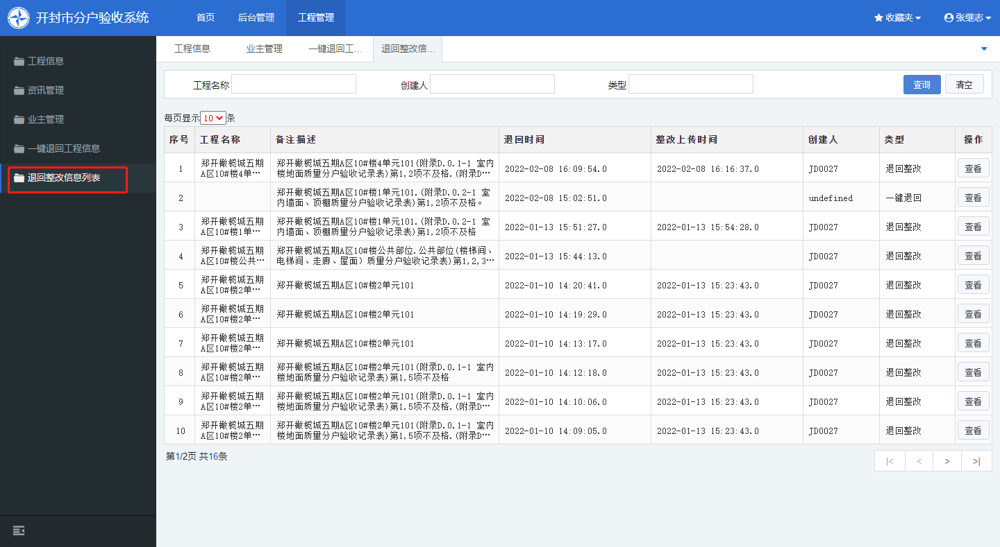 开封市分户验收系统
首页 后台管理 工程管理
收藏夹 张继志
工程信息 业主管理 一键退回工... 退回整改信...
工程信息
资讯管理
业主管理
一键退回工程信息
退回整改信息列表
工程名称 创建人 类型 查询 清空
每页显示 10 条
序号 工程名称 备注描述 退回时间 整改上传时间 创建人 类型 操作
1 郑开橄榄城五期A区10#楼4单… 郑开橄榄城五期A区10#楼4单元101(附录D.0.1-1 室内楼地面质量分户验收记录表)第1,2项不及格.(附录D… 2022-02-08 16:09:54.0 2022-02-08 16:16:37.0 JD0027 退回整改 查看
2 郑开橄榄城五期A区10#楼1单元101.(附录D.0.2-1 室内墙面、顶棚质量分户验收记录表)第1,2项不及格。 2022-02-08 15:02:51.0 undefined 一键退回 查看
3 郑开橄榄城五期A区10#楼1单… 郑开橄榄城五期A区10#楼1单元101.(附录D.0.2-1 室内墙面、顶棚质量分户验收记录表)第1,2项不及格 2022-01-13 15:51:27.0 2022-01-13 15:54:28.0 JD0027 退回整改 查看
4 郑开橄榄城五期A区10#楼公共… 郑开橄榄城五期A区10#楼公共部位.公共部位(楼梯间、电梯间、走廊、屋面）质量分户验收记录表)第1,2,3… 2022-01-13 15:44:13.0 JD0027 退回整改 查看
5 郑开橄榄城五期A区10#楼2单… 郑开橄榄城五期A区10#楼2单元101 2022-01-10 14:20:41.0 2022-01-13 15:23:43.0 JD0027 退回整改 查看
6 郑开橄榄城五期A区10#楼2单… 郑开橄榄城五期A区10#楼2单元101 2022-01-10 14:19:29.0 2022-01-13 15:23:43.0 JD0027 退回整改 查看
7 郑开橄榄城五期A区10#楼2单… 郑开橄榄城五期A区10#楼2单元101 2022-01-10 14:13:17.0 2022-01-13 15:23:43.0 JD0027 退回整改 查看
8 郑开橄榄城五期A区10#楼2单… 郑开橄榄城五期A区10#楼2单元101(附录D.0.1-1 室内楼地面质量分户验收记录表)第1,5项不及格 2022-01-10 14:12:18.0 2022-01-13 15:23:43.0 JD0027 退回整改 查看
9 郑开橄榄城五期A区10#楼2单… 郑开橄榄城五期A区10#楼2单元101(附录D.0.1-1 室内楼地面质量分户验收记录表)第1,5项不及格.(附录D… 2022-01-10 14:10:06.0 2022-01-13 15:23:43.0 JD0027 退回整改 查看
10 郑开橄榄城五期A区10#楼2单… 郑开橄榄城五期A区10#楼2单元101(附录D.0.1-1 室内楼地面质量分户验收记录表)第1,5项不及格.(附录D… 2022-01-10 14:09:05.0 2022-01-13 15:23:43.0 JD0027 退回整改 查看
第1/2页 共16条 |< < > >|